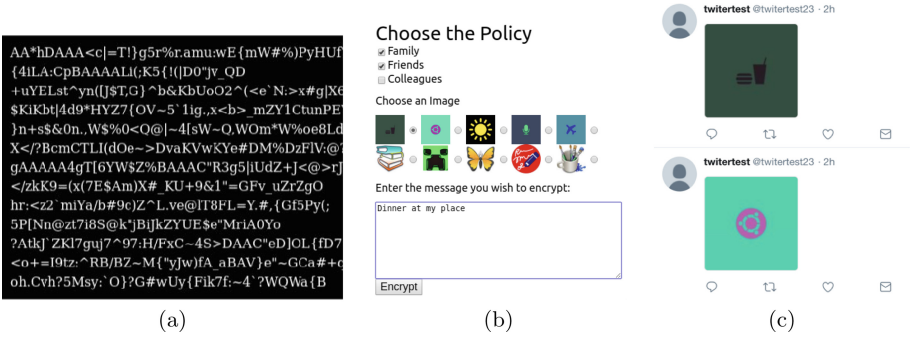 AA*hDAAA<c|=T!}g5r%r.amu:wE{mW#%)PyHUf
{4iLA:CpBAAAALi(;K5{!(|D0"jv_QD
+uYELst^yn([J$T,G}^b&KbUoO2^(<e`N:>x#g|X6
$KiKbt|4d9*HYZ7{OV~5`1ig.,x<b>_mZY1CtunPE
}n+s$&0n.,W$%0<Q@|~4[sW~Q,WOm*W%oe8Ld
X</?BcmCTLI(dOe~>DvaKVwKYe#DM%DzFlV:@?
gAAAAA4gT[6YW$Z%BAAAC"R3g5|iUdZ+J<@>rJ
</zkK9=(x(7E$Am)X#_KU+9&1"=GFv_uZrZgO
hr:<z2`miYa/b#9c)Z^L.ve@lT8FL=Y.#,{Gf5Py(;
5P[Nn@zt7i8S@k*jBiJkZYUE$e"MriA0Yo
?AtkJ`ZKl7guj7^97:H/FxC~4S>DAAC"eD]OL{fD7
<o+=I9tz:^RB/BZ~M{"yJw)fA_aBAV}e"~GCa#+q
oh.Cvh?5Msy:`O}?G#wUy{Fik7f:~4`?WQWa{B
(a)
Choose the Policy
Family
Friends
Colleagues
Choose an Image
Enter the message you wish to encrypt:
Dinner at my place
Encrypt
(b)
twitertest @twitertest23 · 2h
twitertest @twitertest23 · 2h
(c)